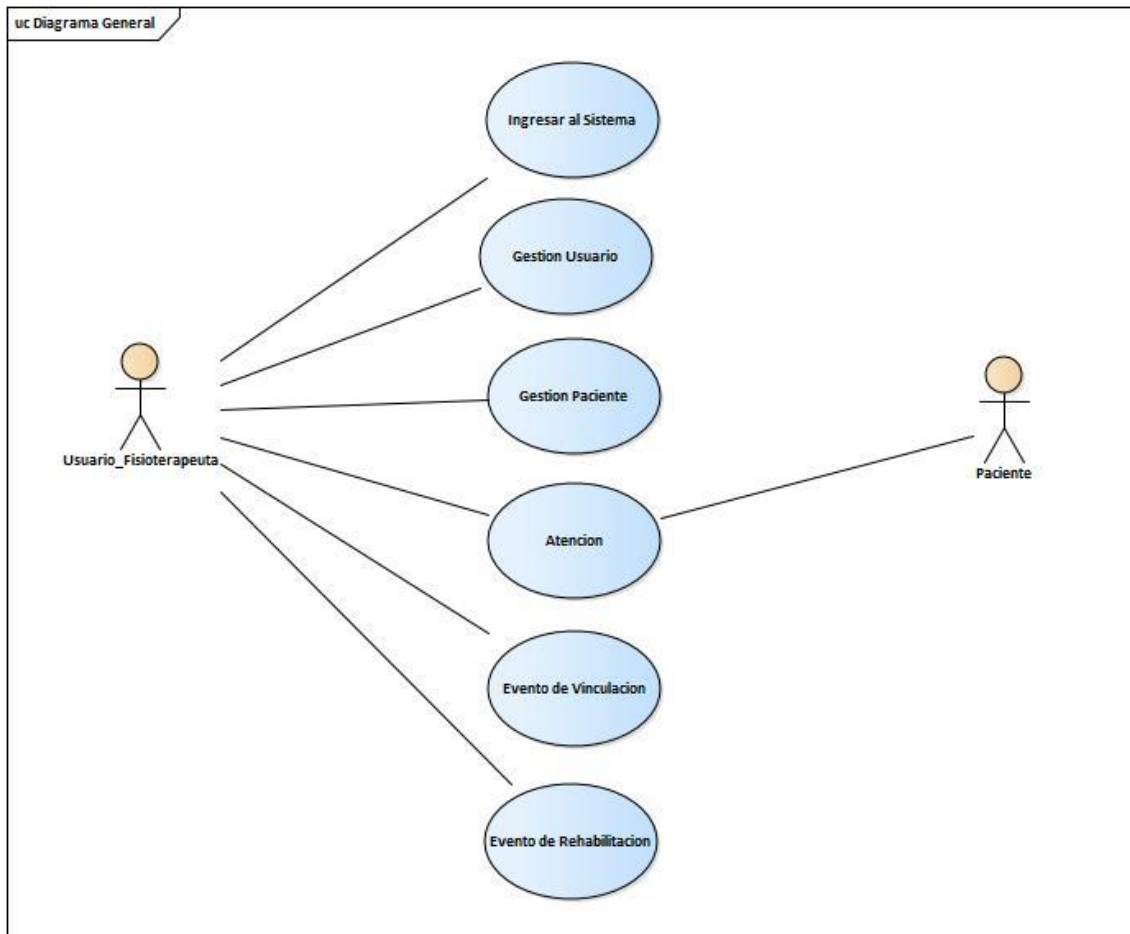 uc Diagrama General
Ingresar al Sistema
Gestion Usuario
Gestion Paciente
Usuario_Fisioterapeuta
Paciente
Atencion
Evento de Vinculacion
Evento de Rehabilitacion